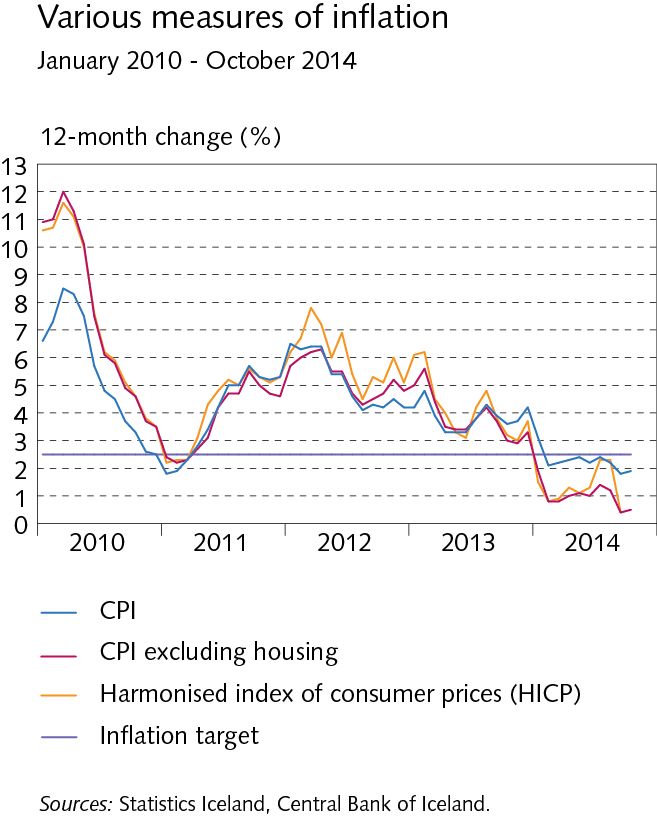 Various measures of inflation
January 2010 - October 2014
12-month change (%)
13
12
11
10
9
8
7
6
5
4
3
2
1
0
2010 2011 2012 2013 2014
CPI
CPI excluding housing
Harmonised index of consumer prices (HICP)
Inflation target
Sources: Statistics Iceland, Central Bank of Iceland.